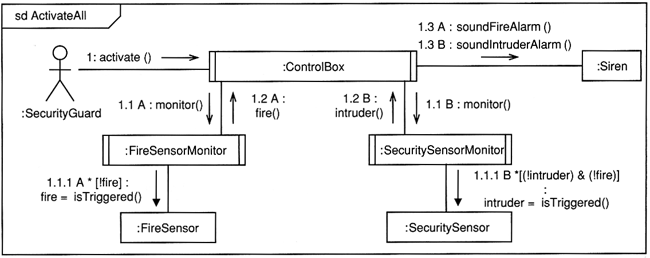 sd ActivateAll
1.3 A : soundFireAlarm ()
1.3 B : soundIntruderAlarm ()
1: activate ()
:ControlBox
:Siren
:SecurityGuard
1.1 A : monitor()
1.2 A :
fire()
1.2 B :
intruder()
1.1 B : monitor()
:FireSensorMonitor
:SecuritySensorMonitor
1.1.1 A * [!fire] :
fire = isTriggered()
1.1.1 B *[(!intruder) & (!fire)]
:
intruder = isTriggered()
:FireSensor
:SecuritySensor